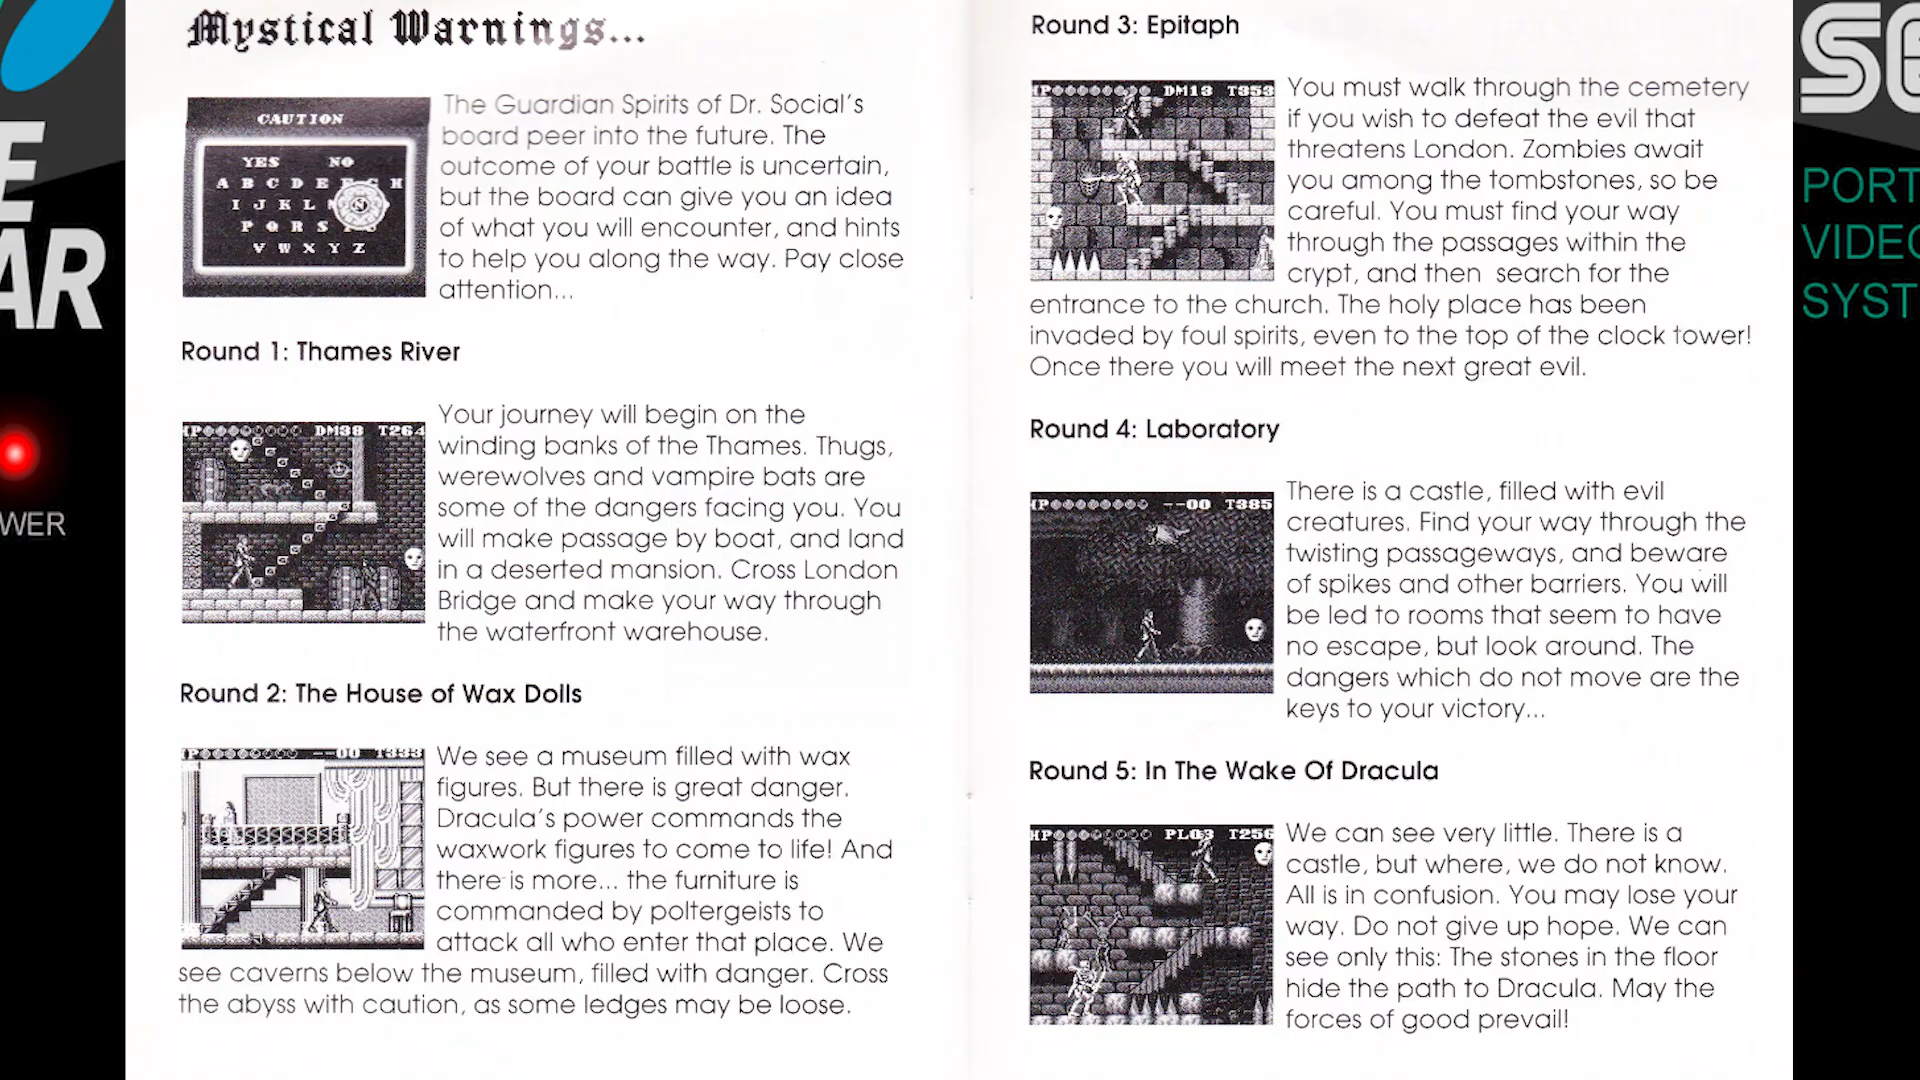 Mystical Warnings...
CAUTION
YES NO
A B C D E F G H
I J K L
P Q R S
V W X Y Z
The Guardian Spirits of Dr. Social's
board peer into the future. The
outcome of your battle is uncertain,
but the board can give you an idea
of what you will encounter, and hints
to help you along the way. Pay close
attention...
Round 1: Thames River
DM38 T264
Your journey will begin on the
winding banks of the Thames. Thugs,
werewolves and vampire bats are
some of the dangers facing you. You
will make passage by boat, and land
in a deserted mansion. Cross London
Bridge and make your way through
the waterfront warehouse.
Round 2: The House of Wax Dolls
--00 T333
We see a museum filled with wax
figures. But there is great danger.
Dracula's power commands the
waxwork figures to come to life! And
there is more... the furniture is
commanded by poltergeists to
attack all who enter that place. We
see caverns below the museum, filled with danger. Cross
the abyss with caution, as some ledges may be loose.
Round 3: Epitaph
DM13 T353
You must walk through the cemetery
if you wish to defeat the evil that
threatens London. Zombies await
you among the tombstones, so be
careful. You must find your way
through the passages within the
crypt, and then search for the
entrance to the church. The holy place has been
invaded by foul spirits, even to the top of the clock tower!
Once there you will meet the next great evil.
Round 4: Laboratory
--00 T385
There is a castle, filled with evil
creatures. Find your way through the
twisting passageways, and beware
of spikes and other barriers. You will
be led to rooms that seem to have
no escape, but look around. The
dangers which do not move are the
keys to your victory...
Round 5: In The Wake Of Dracula
HP PL03 T256
We can see very little. There is a
castle, but where, we do not know.
All is in confusion. You may lose your
way. Do not give up hope. We can
see only this: The stones in the floor
hide the path to Dracula. May the
forces of good prevail!
E
AR
WER
SE
PORT
VIDEO
SYST